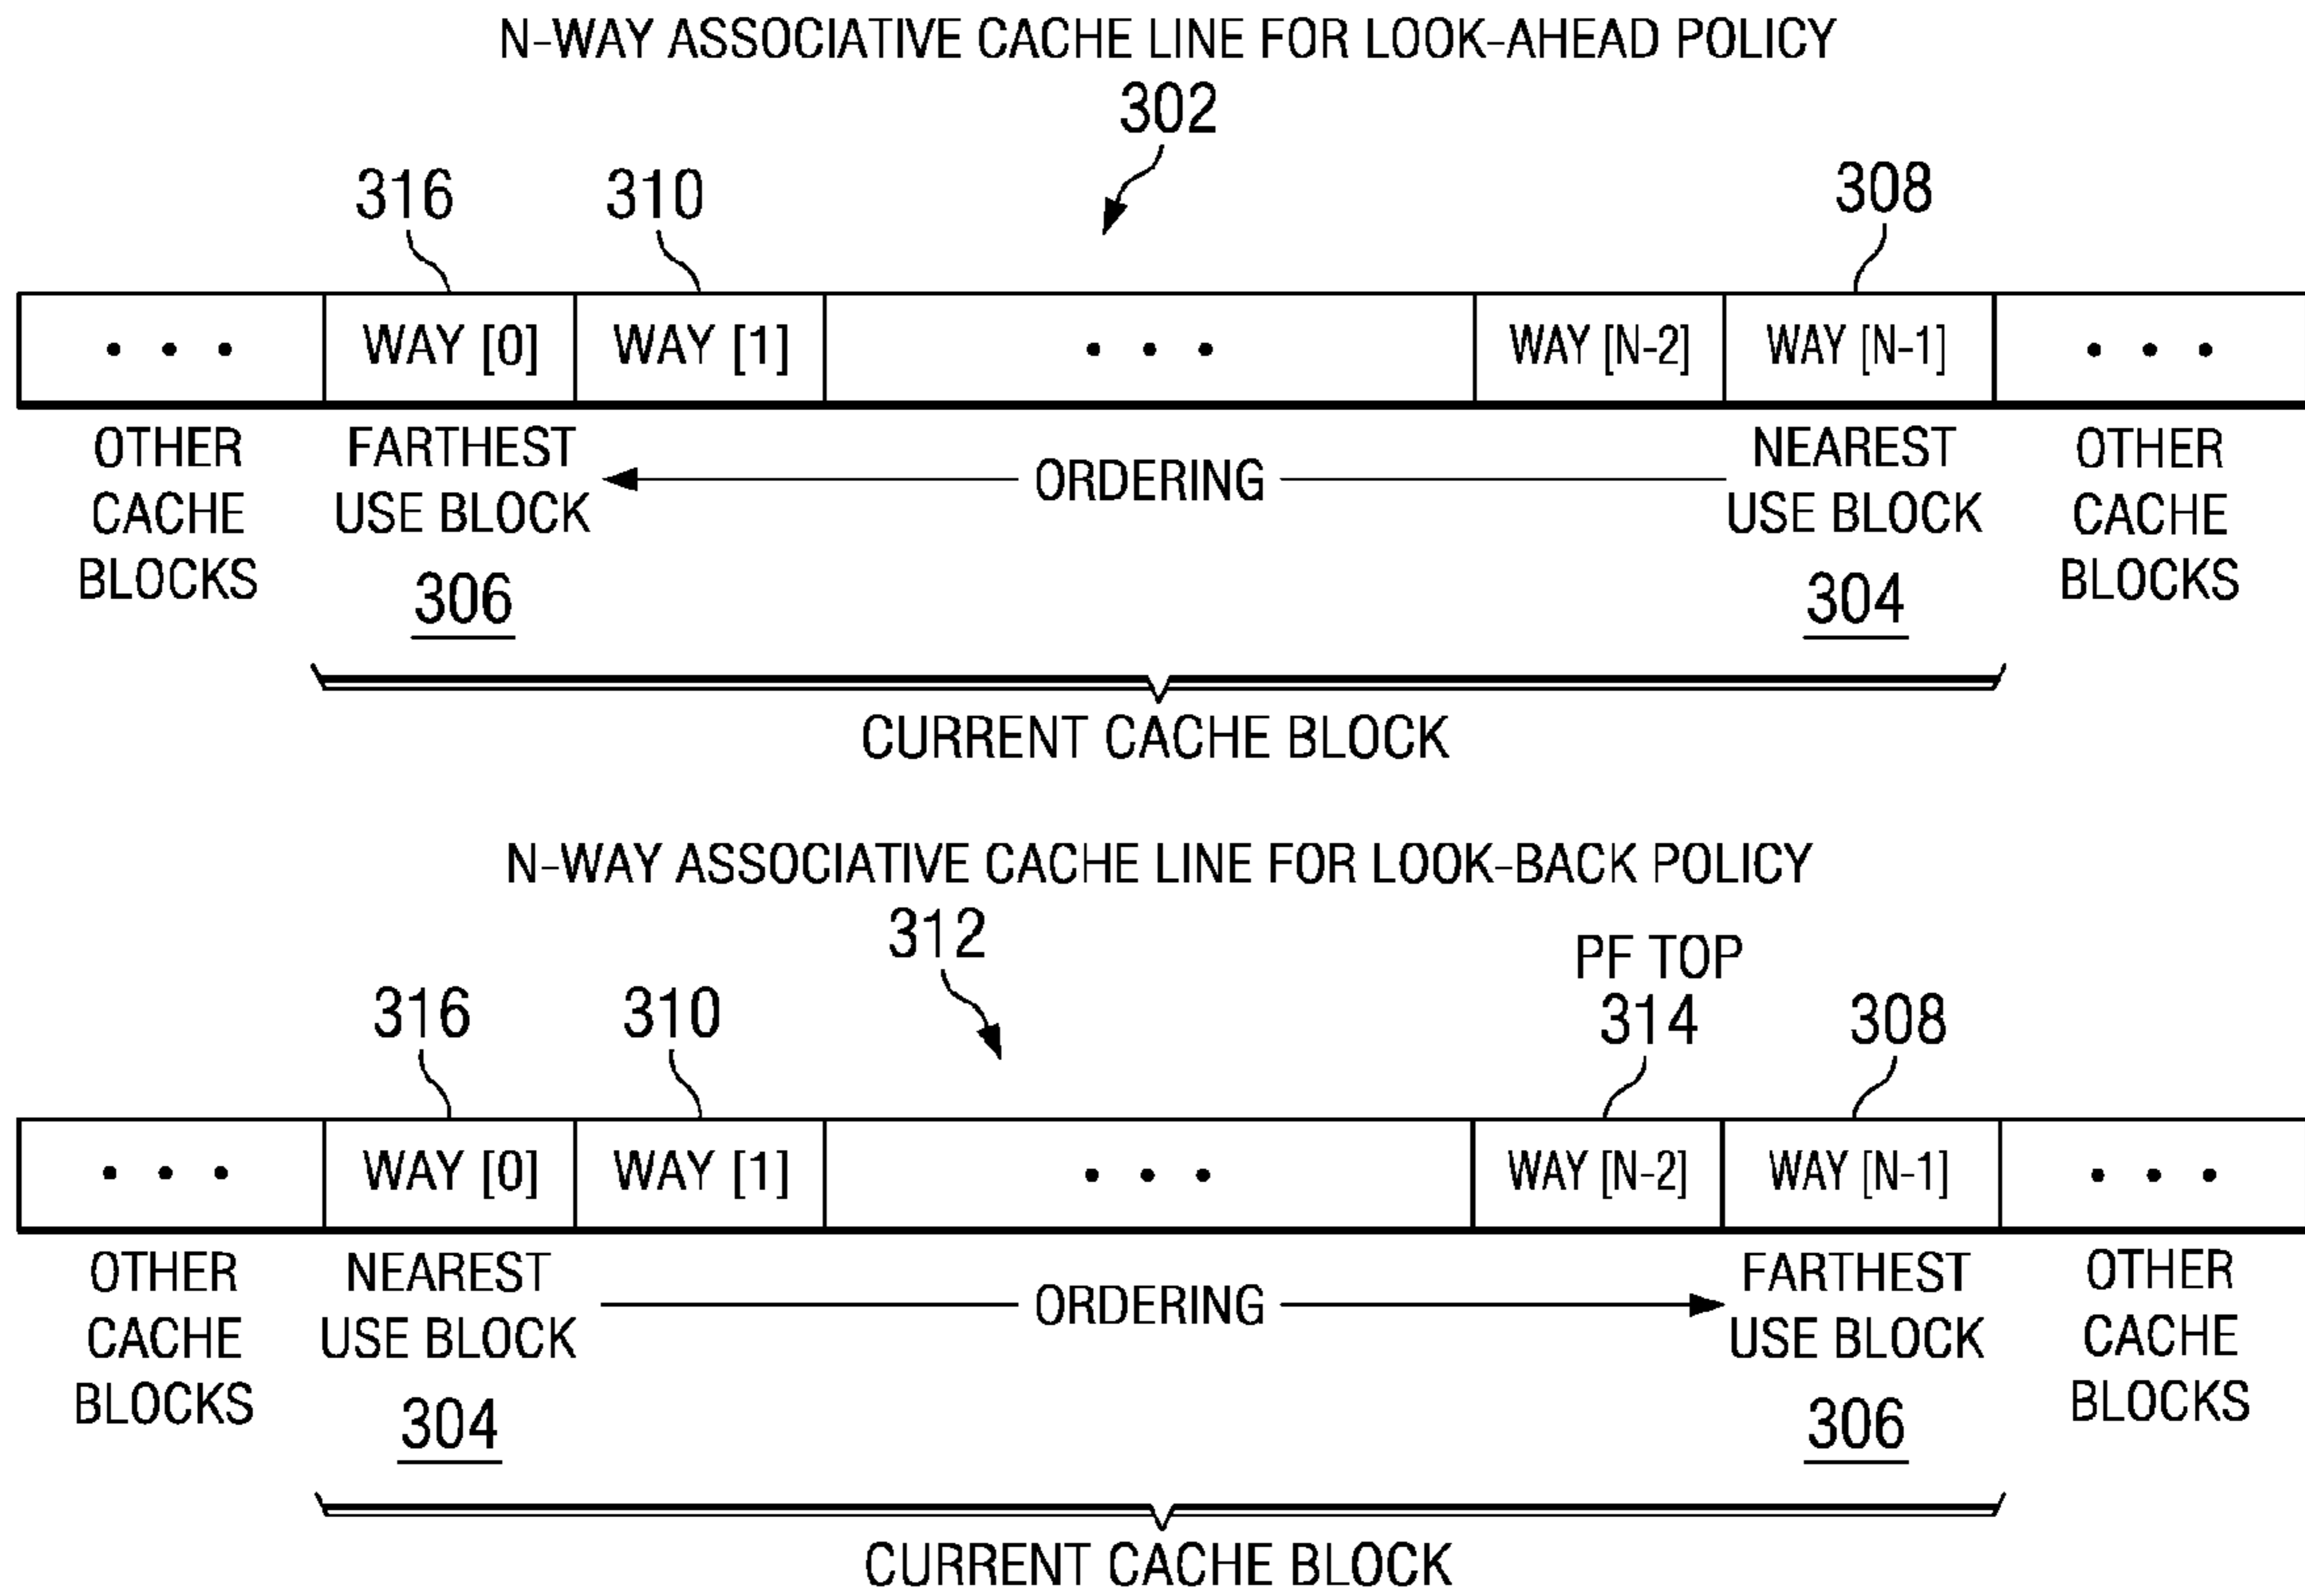 N-WAY ASSOCIATIVE CACHE LINE FOR LOOK-AHEAD POLICY
302
316 310 308
• • • WAY [0] WAY [1] • • • WAY [N-2] WAY [N-1] • • •
OTHER CACHE BLOCKS
FARTHEST USE BLOCK
306
ORDERING
NEAREST USE BLOCK
304
OTHER CACHE BLOCKS
CURRENT CACHE BLOCK
N-WAY ASSOCIATIVE CACHE LINE FOR LOOK-BACK POLICY
312
PF TOP
316 310 314 308
• • • WAY [0] WAY [1] • • • WAY [N-2] WAY [N-1] • • •
OTHER CACHE BLOCKS
NEAREST USE BLOCK
304
ORDERING
FARTHEST USE BLOCK
306
OTHER CACHE BLOCKS
CURRENT CACHE BLOCK